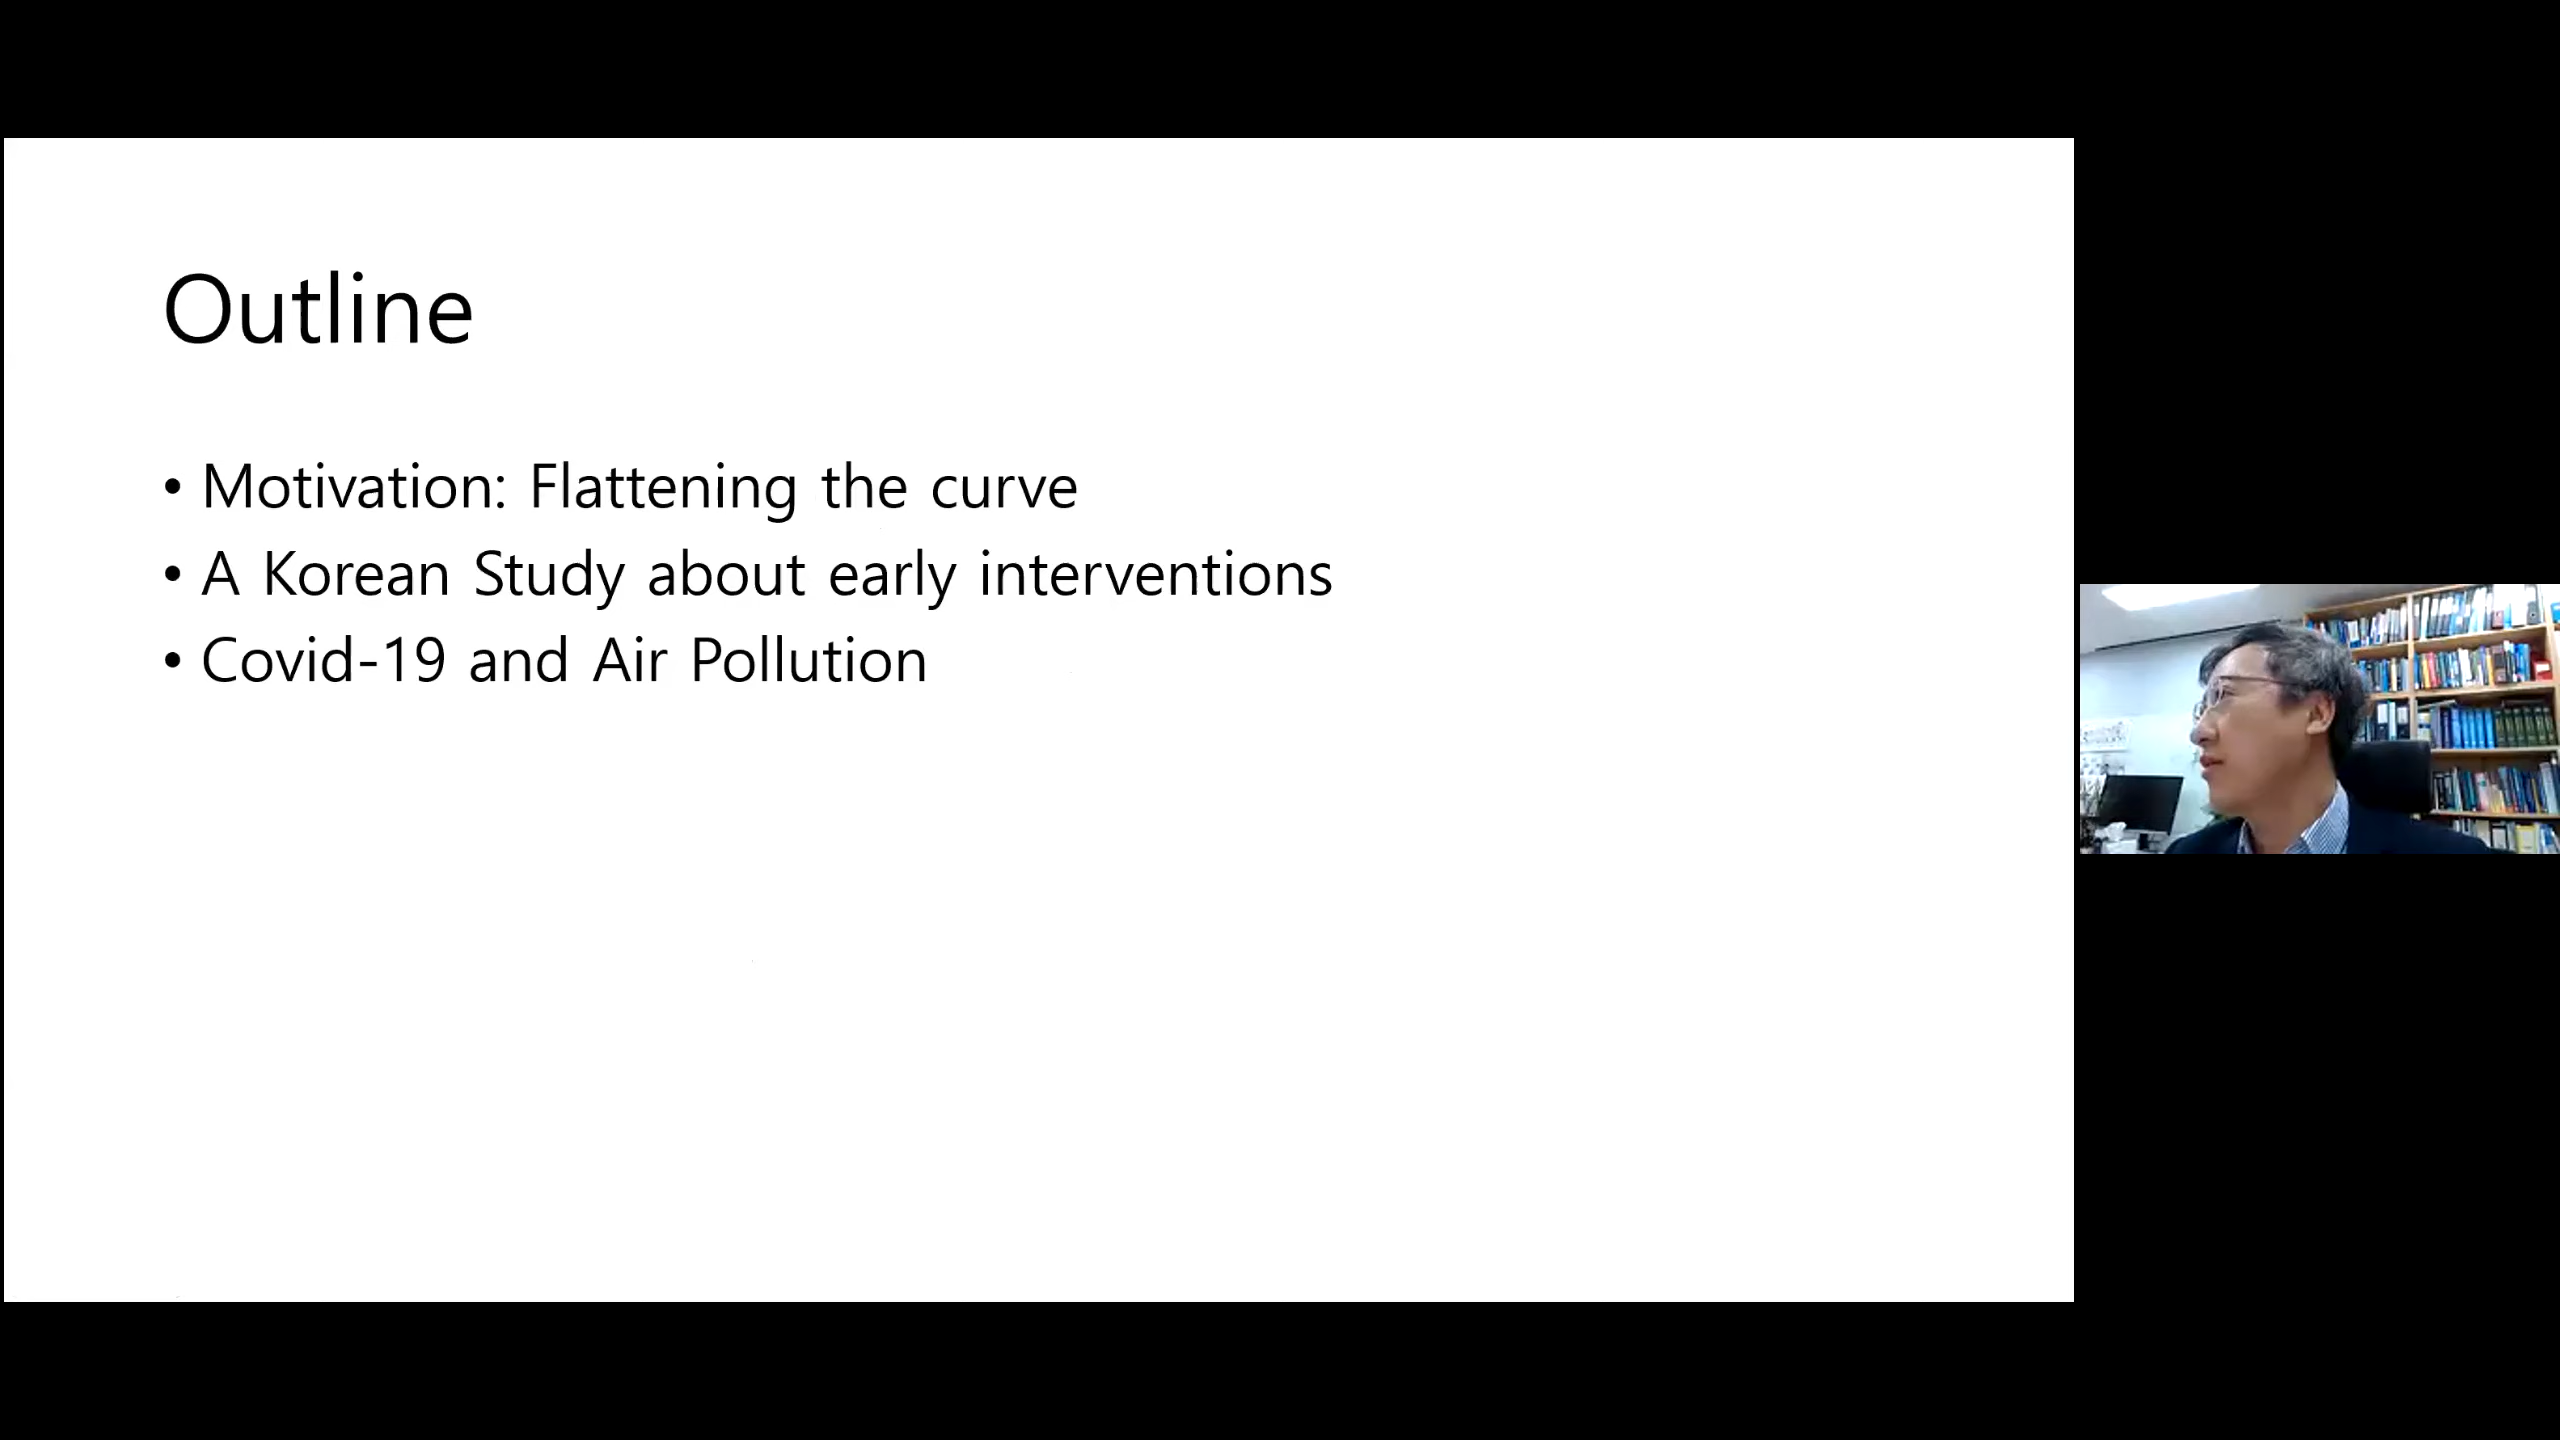 Outline
• Motivation: Flattening the curve
• A Korean Study about early interventions
• Covid-19 and Air Pollution